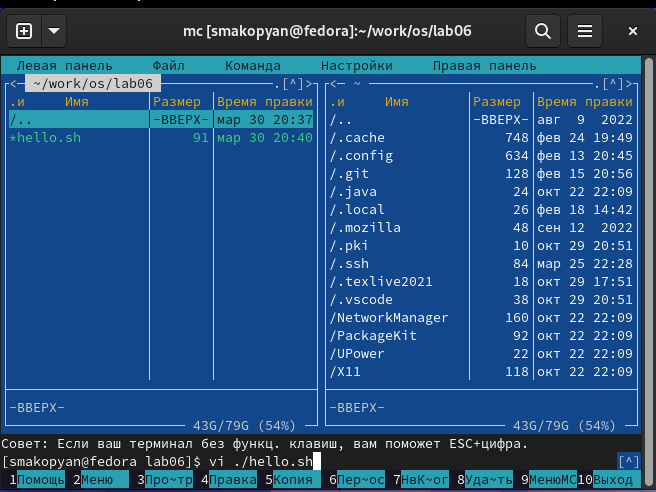 mc [smakopyan@fedora]:~/work/os/lab06
Левая панель Файл Команда Настройки Правая панель
<─ ~/work/os/lab06 .[^]>
.и Имя Размер Время правки
/.. -ВВЕРХ- мар 30 20:37
*hello.sh 91 мар 30 20:40
-ВВЕРХ-
43G/79G (54%)
<─ ~ .[^]>
.и Имя Размер Время правки
/.. -ВВЕРХ- авг 9 2022
/.cache 748 фев 24 19:49
/.config 634 фев 13 20:45
/.git 128 фев 15 20:56
/.java 24 окт 22 22:09
/.local 26 фев 18 14:42
/.mozilla 48 сен 12 2022
/.pki 10 окт 29 20:51
/.ssh 84 мар 25 22:28
/.texlive2021 18 окт 29 17:51
/.vscode 38 окт 29 20:51
/NetworkManager 160 окт 22 22:09
/PackageKit 92 окт 22 22:09
/UPower 22 окт 22 22:09
/X11 118 окт 22 22:09
-ВВЕРХ-
43G/79G (54%)
Совет: Если ваш терминал без функц. клавиш, вам поможет ESC+цифра.
[smakopyan@fedora lab06]$ vi ./hello.sh [^]
1Помощь 2Меню 3Про~тр 4Правка 5Копия 6Пер~ос 7НвК~ог 8Уда~ть 9МенюМС 10Выход